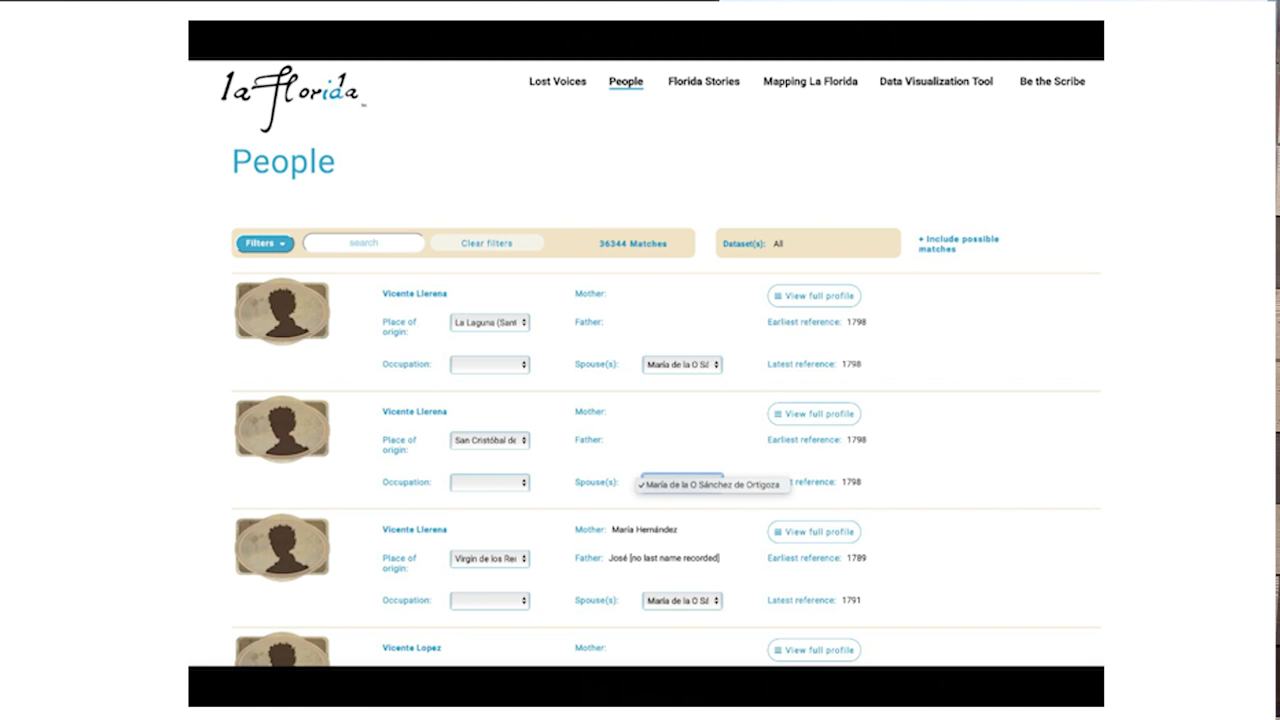 la florida
Lost Voices People Florida Stories Mapping La Florida Data Visualization Tool Be the Scribe
People
Filters search Clear filters 36344 Matches Dataset(s): All + Include possible
matches
Vicente Llerena Mother: View full profile
Place of origin: La Laguna (Sant Father: Earliest reference: 1798
Occupation: Spouse(s): María de la O Sá Latest reference: 1798
Vicente Llerena Mother: View full profile
Place of origin: San Cristóbal de Father: Earliest reference: 1798
Occupation: Spouse(s): María de la O Sánchez de Ortigoza t reference: 1798
Vicente Llerena Mother: María Hernández View full profile
Place of origin: Virgin de los Rei Father: José [no last name recorded] Earliest reference: 1789
Occupation: Spouse(s): María de la O Sá Latest reference: 1791
Vicente Lopez Mother: View full profile